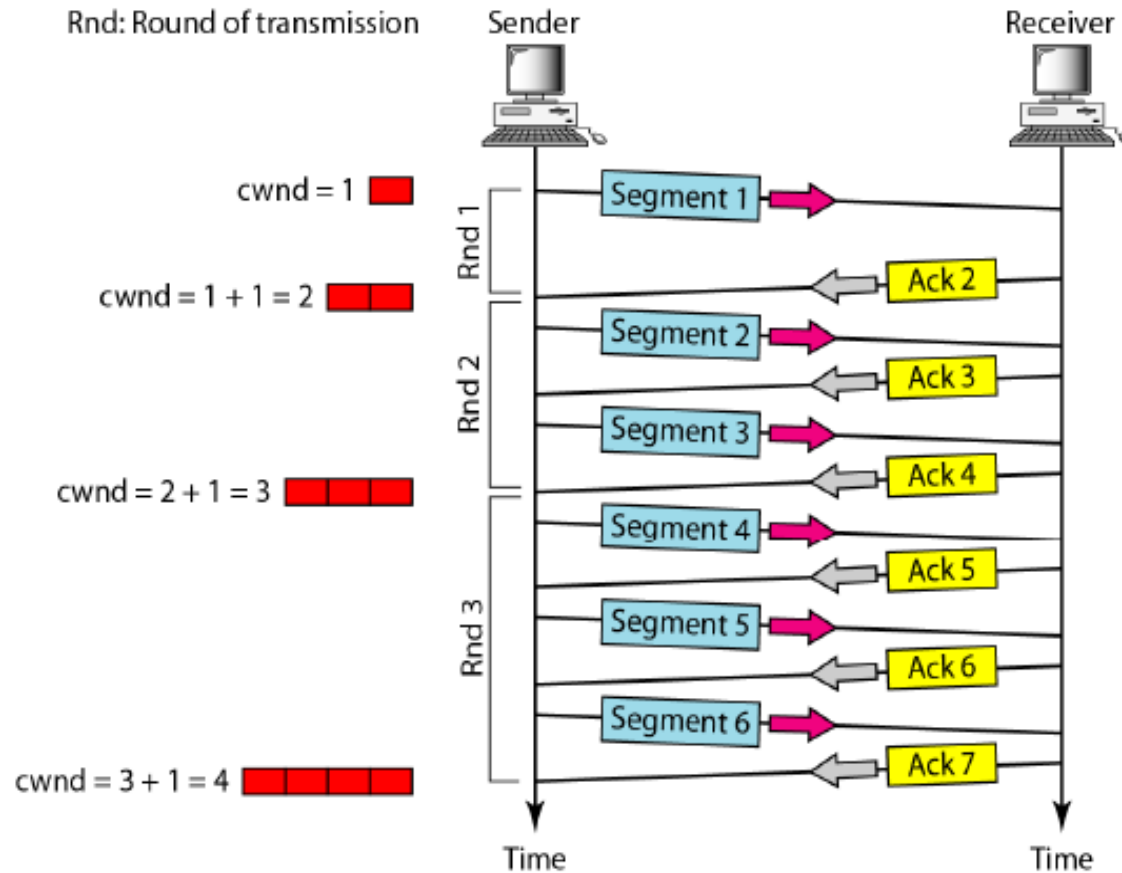 Rnd: Round of transmission
Sender
Receiver
cwnd = 1
Rnd 1
Segment 1
Ack 2
cwnd = 1 + 1 = 2
Rnd 2
Segment 2
Ack 3
Segment 3
Ack 4
cwnd = 2 + 1 = 3
Rnd 3
Segment 4
Ack 5
Segment 5
Ack 6
Segment 6
Ack 7
cwnd = 3 + 1 = 4
Time
Time